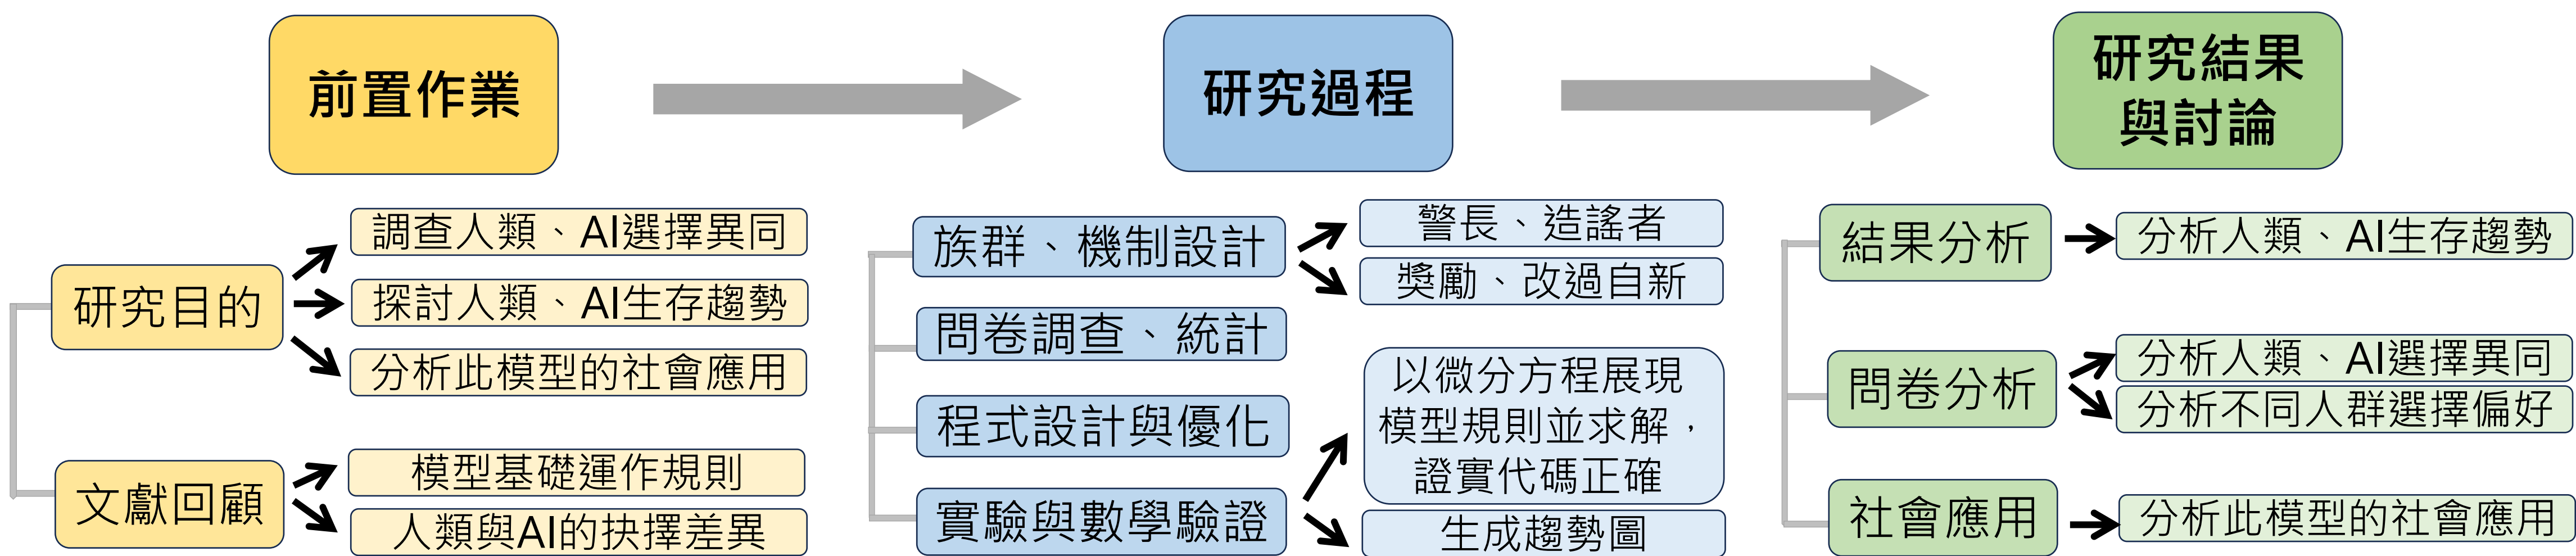 前置作業
研究目的
調查人類、AI選擇異同
探討人類、AI生存趨勢
分析此模型的社會應用
文獻回顧
模型基礎運作規則
人類與AI的抉擇差異
研究過程
族群、機制設計
警長、造謠者
獎勵、改過自新
問卷調查、統計
程式設計與優化
實驗與數學驗證
以微分方程展現
模型規則並求解，
證實代碼正確
生成趨勢圖
研究結果
與討論
結果分析
分析人類、AI生存趨勢
問卷分析
分析人類、AI選擇異同
分析不同人群選擇偏好
社會應用
分析此模型的社會應用